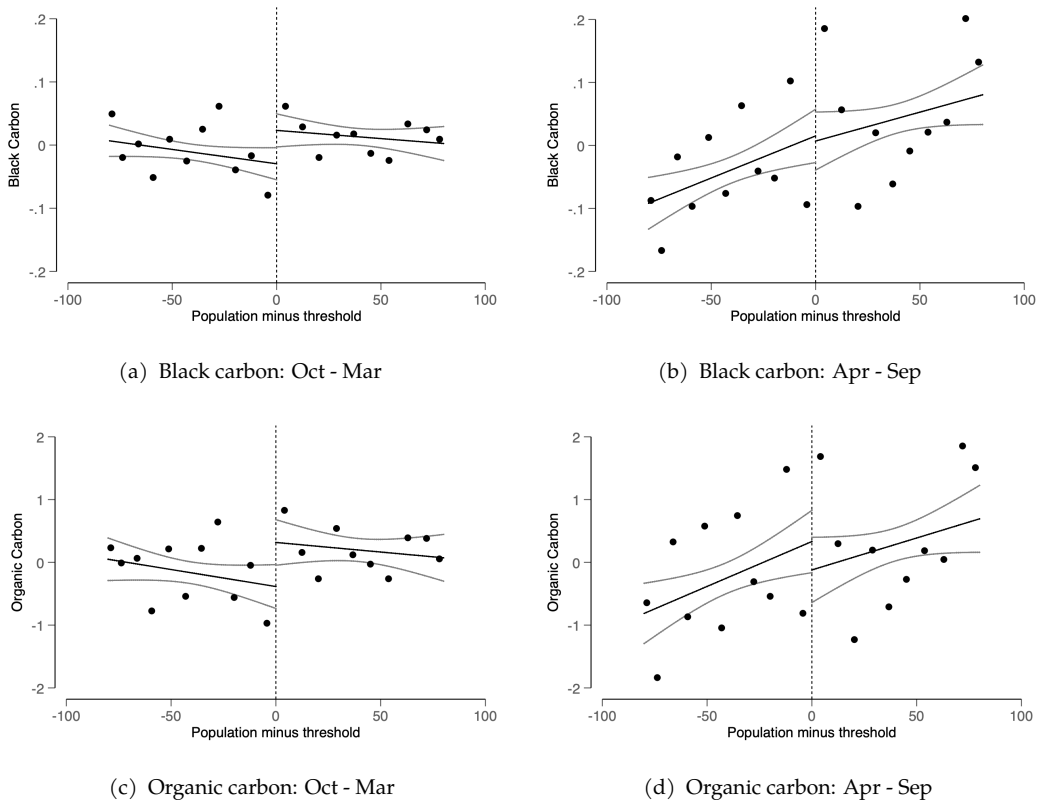 .2
.1
0
-.1
-.2
Black Carbon
-100 -50 0 50 100
Population minus threshold
(a) Black carbon: Oct - Mar
.2
.1
0
-.1
-.2
Black Carbon
-100 -50 0 50 100
Population minus threshold
(b) Black carbon: Apr - Sep
2
1
0
-1
-2
Organic Carbon
-100 -50 0 50 100
Population minus threshold
(c) Organic carbon: Oct - Mar
2
1
0
-1
-2
Organic Carbon
-100 -50 0 50 100
Population minus threshold
(d) Organic carbon: Apr - Sep